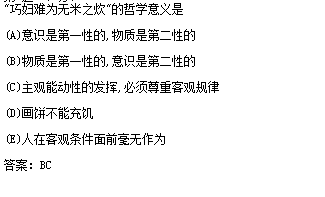 "巧妇难为无米之炊"的哲学意义是
(A)意识是第一性的,物质是第二性的
(B)物质是第一性的,意识是第二性的
(C)主观能动性的发挥,必须尊重客观规律
(D)画饼不能充饥
(E)人在客观条件面前毫无作为
答案：BC